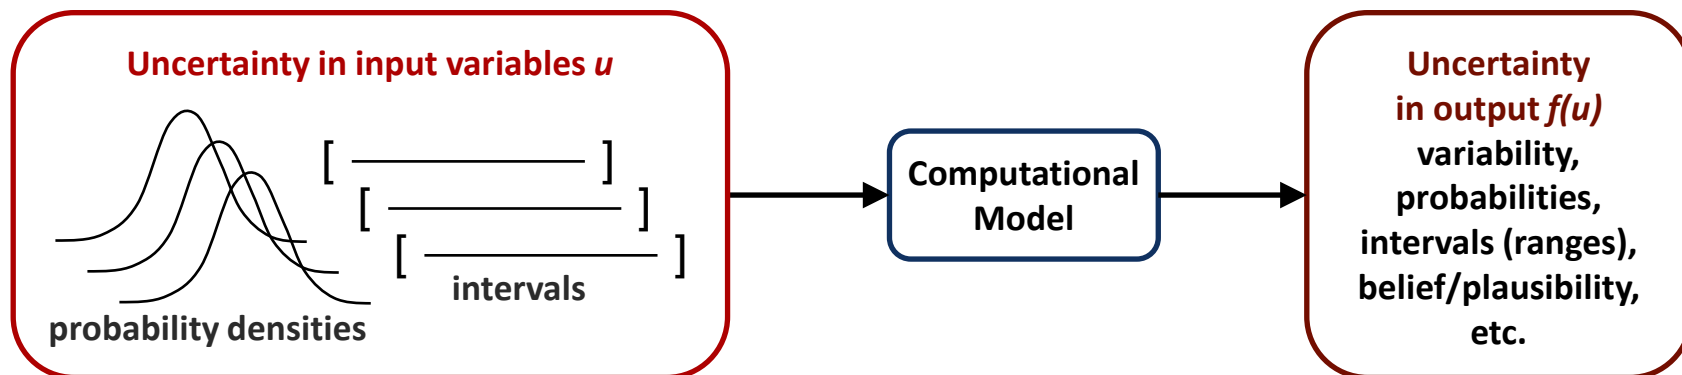 Uncertainty in input variables u
[ ]
[ ]
[ ]
intervals
probability densities
Computational
Model
Uncertainty
in output f(u)
variability,
probabilities,
intervals (ranges),
belief/plausibility,
etc.